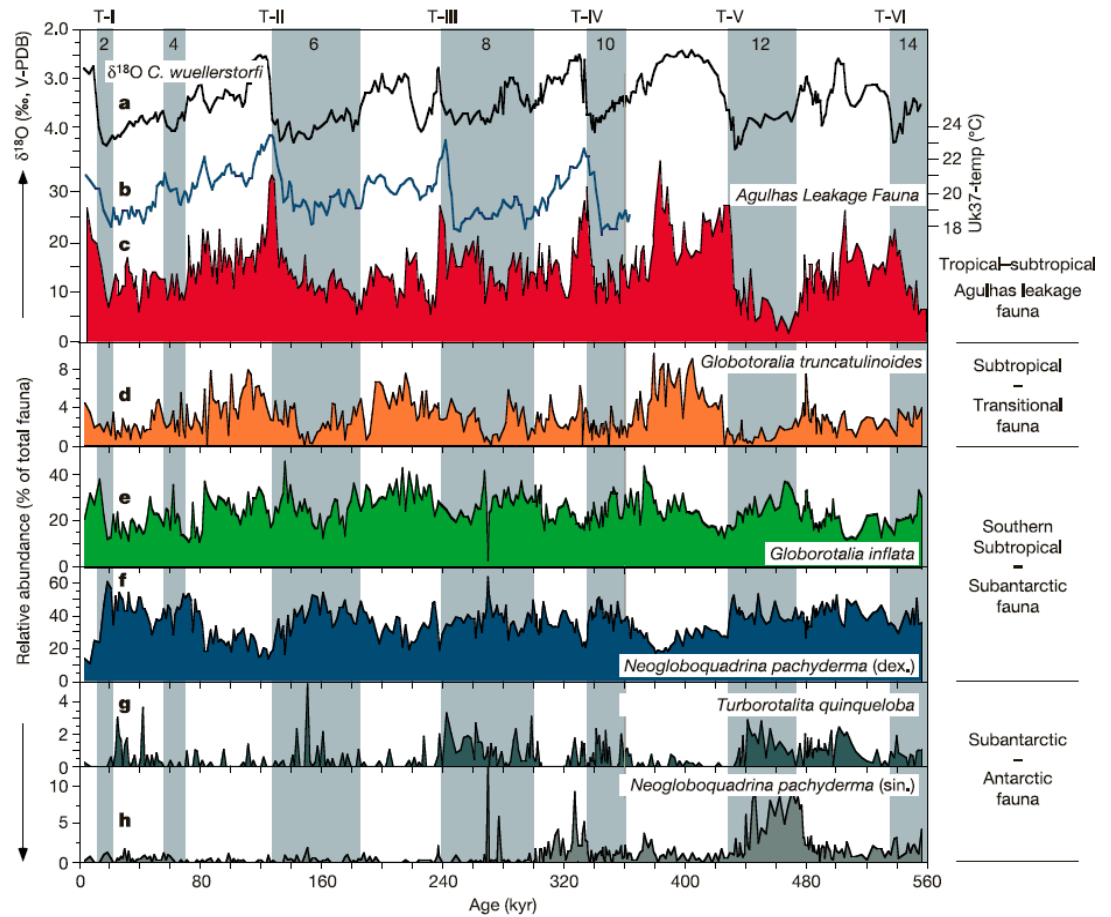 T-I T-II T-III T-IV T-V T-VI
2 4 6 8 10 12 14
2.0
3.0
4.0
δ¹⁸O (‰, V-PDB)
δ¹⁸O C. wuellerstorfi
a
24
22
20
18
Uk37-temp (°C)
b
Agulhas Leakage Fauna
c
30
20
10
0
Tropical–subtropical
Agulhas leakage
fauna
Relative abundance (% of total fauna)
Globotoralia truncatulinoides
d
8
4
0
Subtropical
–
Transitional
fauna
e
40
20
0
Globorotalia inflata
Southern
Subtropical
–
Subantarctic
fauna
f
60
40
20
0
Neogloboquadrina pachyderma (dex.)
g
Turborotalita quinqueloba
4
2
0
Subantarctic
–
Antarctic
fauna
Neogloboquadrina pachyderma (sin.)
h
10
5
0
0 80 160 240 320 400 480 560
Age (kyr)